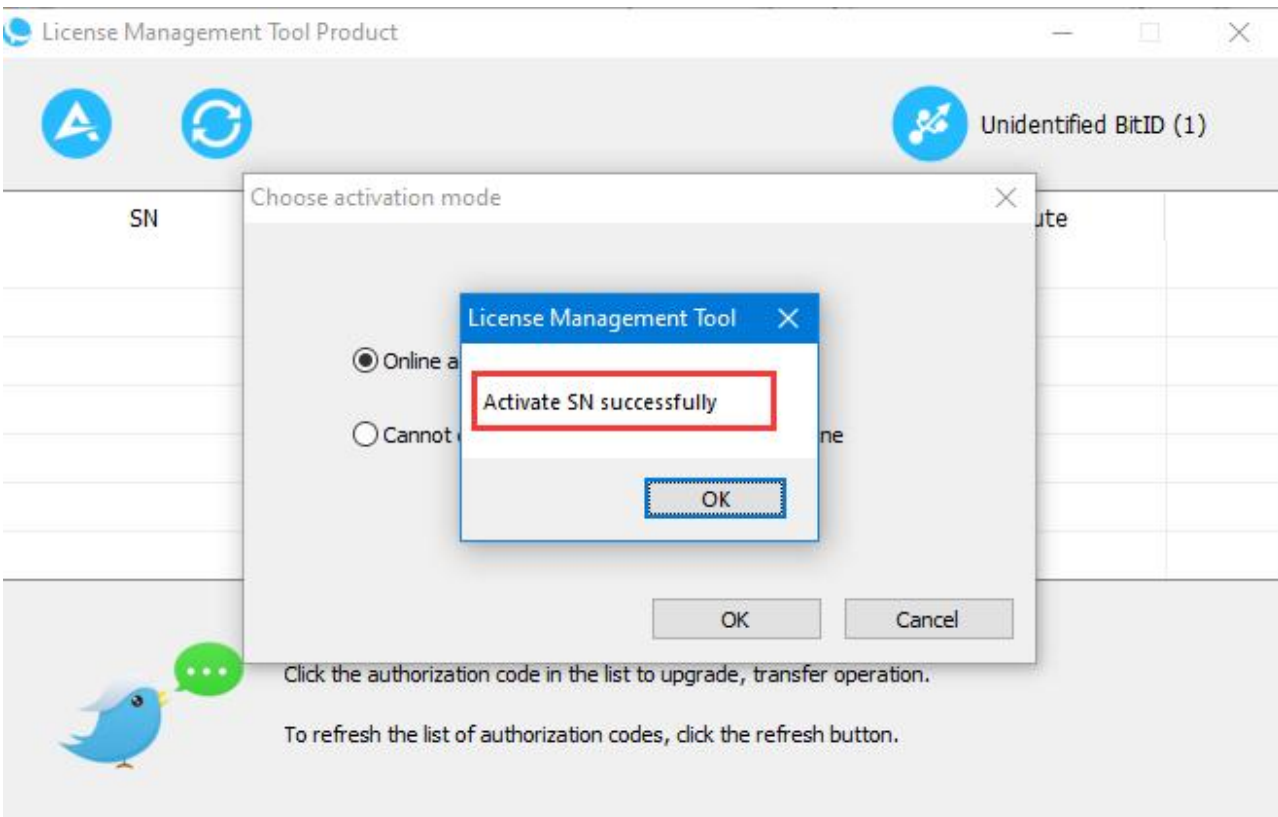 License Management Tool Product
Unidentified BitID (1)
Choose activation mode
SN
License Management Tool
Online
Activate SN successfully
Cannot
OK
OK
Cancel
Click the authorization code in the list to upgrade, transfer operation.
To refresh the list of authorization codes, click the refresh button.